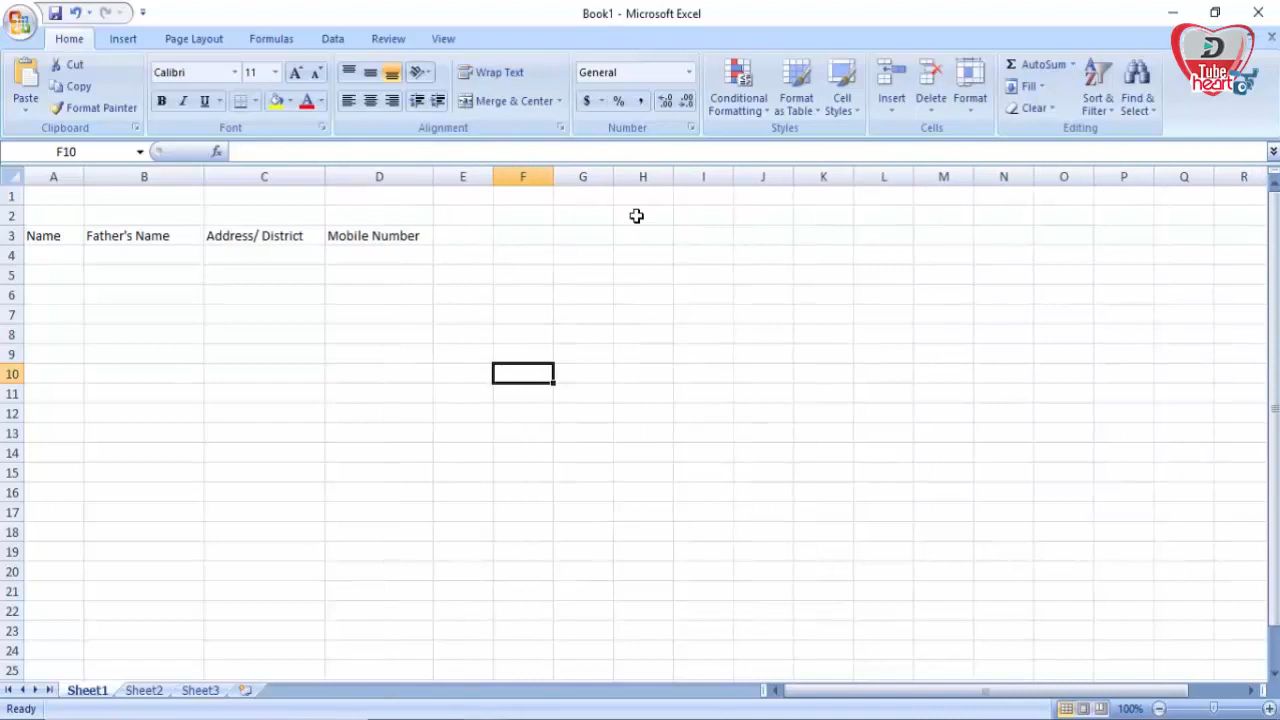 Book1 - Microsoft Excel
Home Insert Page Layout Formulas Data Review View
D
Tube
heart
Paste
Cut
Copy
Format Painter
Clipboard
Calibri 11
B I U A
Font
Wrap Text
Merge & Center
Alignment
General
$ % ,
Number
Conditional Formatting
Format as Table
Cell Styles
Styles
Insert Delete Format
Cells
Σ AutoSum
Fill
Clear
Sort & Filter
Find & Select
Editing
F10 fx
A B C D E F G H I J K L M N O P Q R
1
2
3 Name Father's Name Address/ District Mobile Number
4
5
6
7
8
9
10
11
12
13
14
15
16
17
18
19
20
21
22
23
24
25
Sheet1 Sheet2 Sheet3
Ready 100%